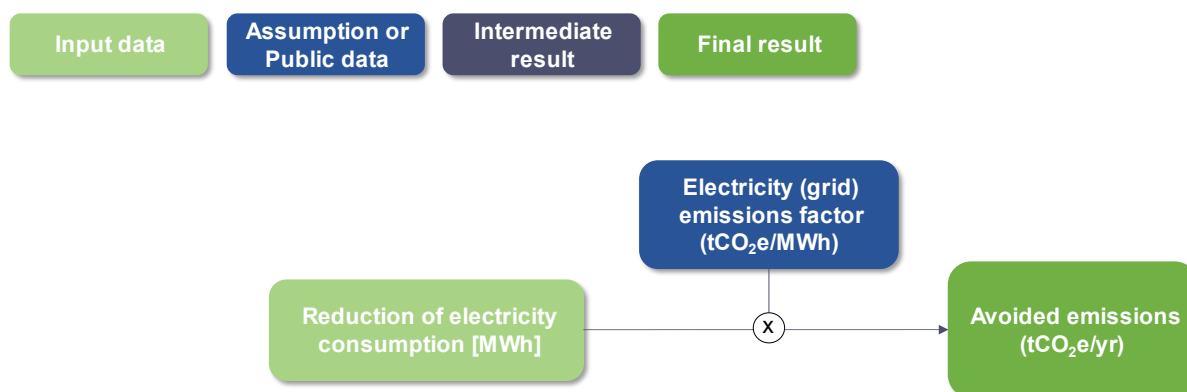 Input data
Assumption or
Public data
Intermediate
result
Final result
Electricity (grid)
emissions factor
(tCO₂e/MWh)
Reduction of electricity
consumption [MWh]
X
Avoided emissions
(tCO₂e/yr)